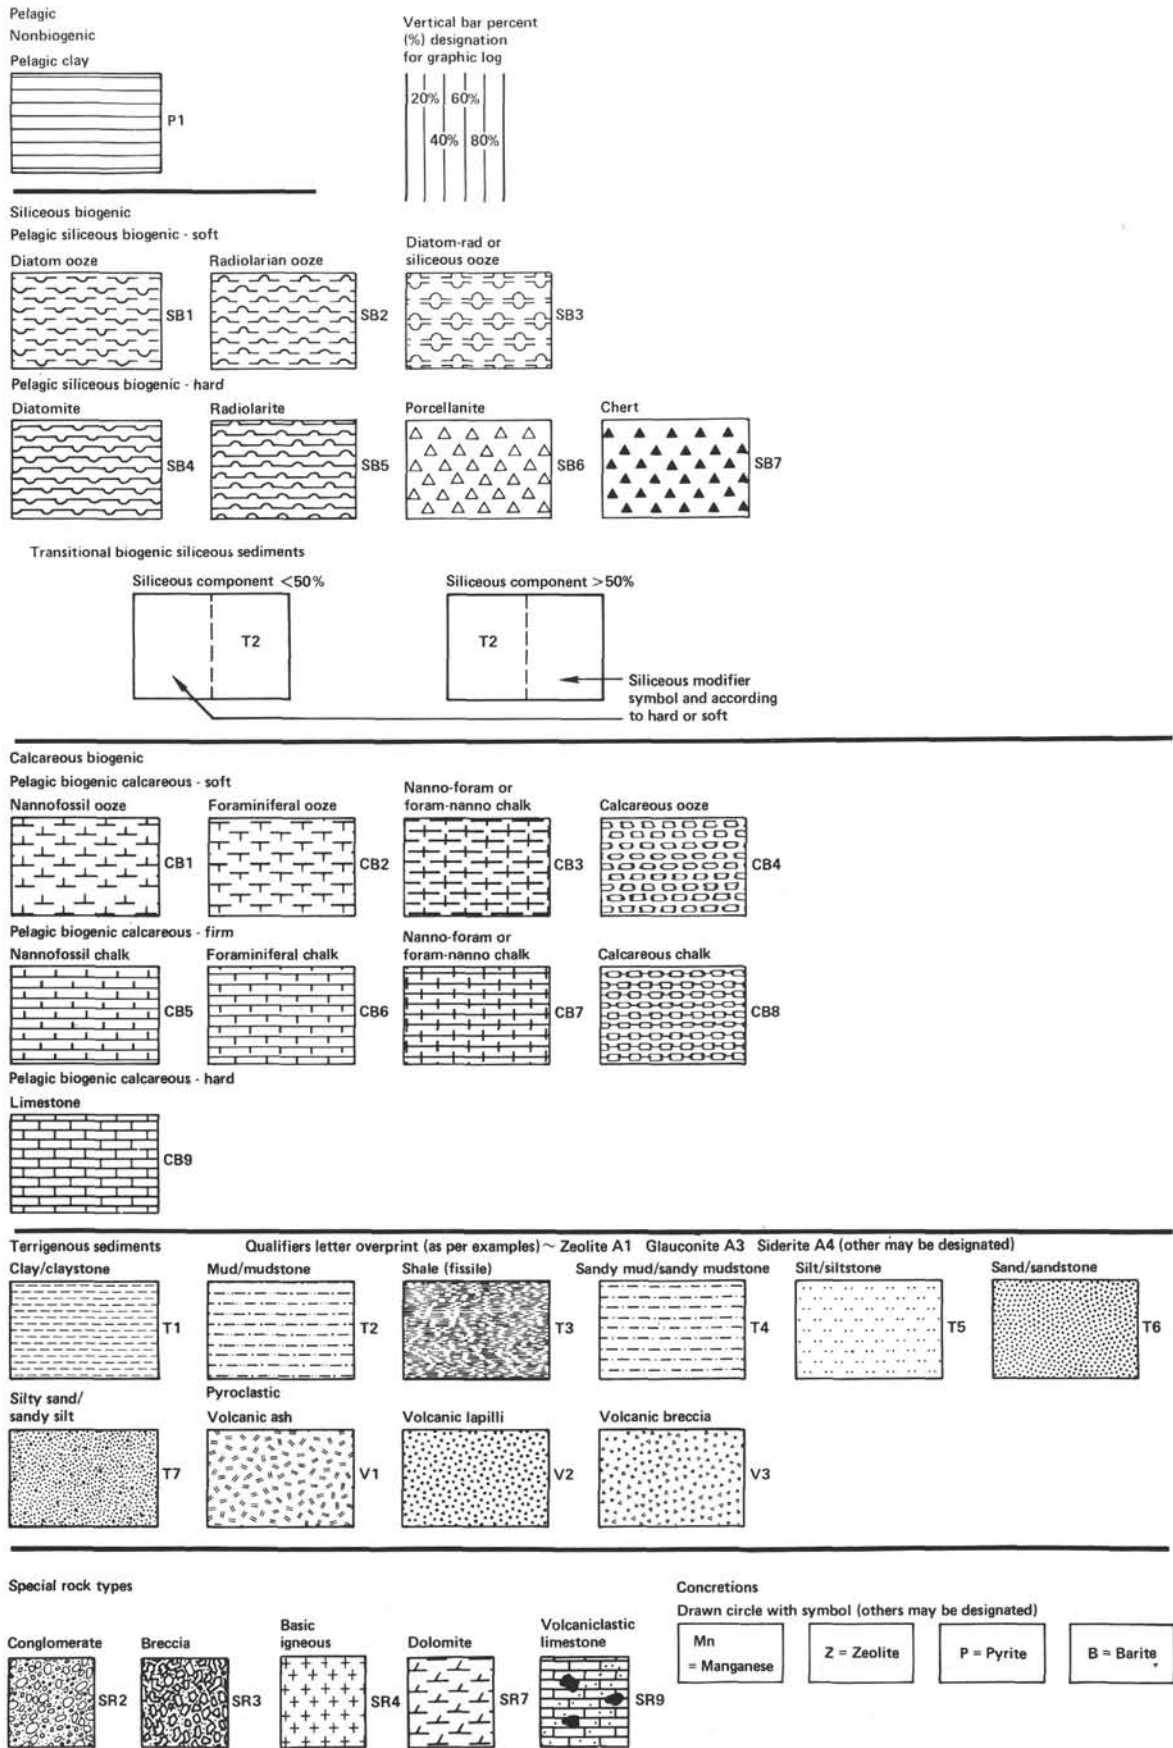 Pelagic
Nonbiogenic
Pelagic clay
P1
Vertical bar percent
(%) designation
for graphic log
20% 60%
40% 80%
Siliceous biogenic
Pelagic siliceous biogenic - soft
Diatom ooze
SB1
Radiolarian ooze
SB2
Diatom-rad or
siliceous ooze
SB3
Pelagic siliceous biogenic - hard
Diatomite
SB4
Radiolarite
SB5
Porcellanite
SB6
Chert
SB7
Transitional biogenic siliceous sediments
Siliceous component <50%
T2
Siliceous component >50%
T2
Siliceous modifier
symbol and according
to hard or soft
Calcareous biogenic
Pelagic biogenic calcareous - soft
Nannofossil ooze
CB1
Foraminiferal ooze
CB2
Nanno-foram or
foram-nanno chalk
CB3
Calcareous ooze
CB4
Pelagic biogenic calcareous - firm
Nannofossil chalk
CB5
Foraminiferal chalk
CB6
Nanno-foram or
foram-nanno chalk
CB7
Calcareous chalk
CB8
Pelagic biogenic calcareous - hard
Limestone
CB9
Terrigenous sediments
Qualifiers letter overprint (as per examples) ~ Zeolite A1 Glauconite A3 Siderite A4 (other may be designated)
Clay/claystone
T1
Mud/mudstone
T2
Shale (fissile)
T3
Sandy mud/sandy mudstone
T4
Silt/siltstone
T5
Sand/sandstone
T6
Silty sand/
sandy silt
T7
Pyroclastic
Volcanic ash
V1
Volcanic lapilli
V2
Volcanic breccia
V3
Special rock types
Conglomerate
SR2
Breccia
SR3
Basic
igneous
SR4
Dolomite
SR7
Volcaniclastic
limestone
SR9
Concretions
Drawn circle with symbol (others may be designated)
Mn
= Manganese
Z = Zeolite
P = Pyrite
B = Barite